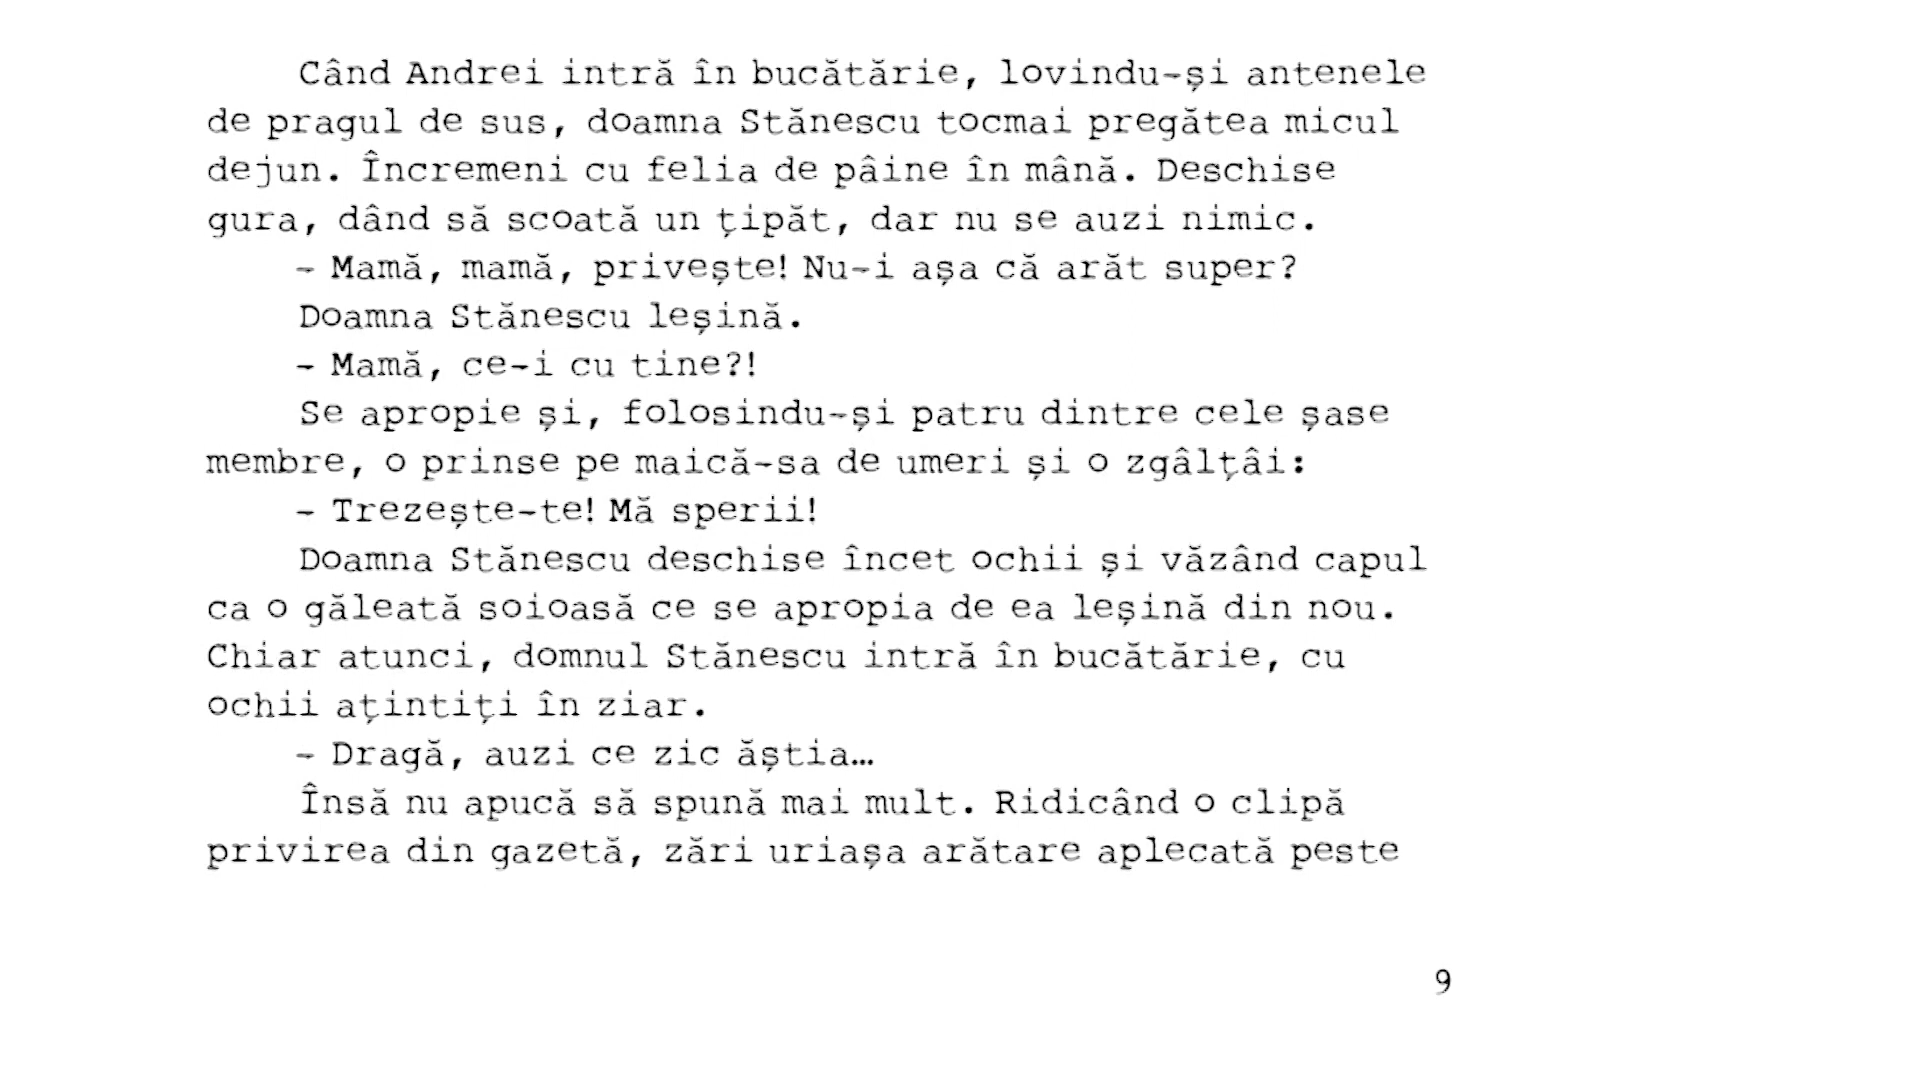 Când Andrei intră în bucătărie, lovindu-și antenele
de pragul de sus, doamna Stănescu tocmai pregătea micul
dejun. Încremeni cu felia de pâine în mână. Deschise
gura, dând să scoată un țipăt, dar nu se auzi nimic.
– Mamă, mamă, privește! Nu-i așa că arăt super?
Doamna Stănescu leșină.
– Mamă, ce-i cu tine?!
Se apropie și, folosindu-și patru dintre cele șase
membre, o prinse pe maică-sa de umeri și o zgâlțâi:
– Trezește-te! Mă sperii!
Doamna Stănescu deschise încet ochii și văzând capul
ca o găleată soioasă ce se apropia de ea leșină din nou.
Chiar atunci, domnul Stănescu intră în bucătărie, cu
ochii ațintiți în ziar.
– Dragă, auzi ce zic ăștia…
Însă nu apucă să spună mai mult. Ridicând o clipă
privirea din gazetă, zări uriașa arătare aplecată peste
9